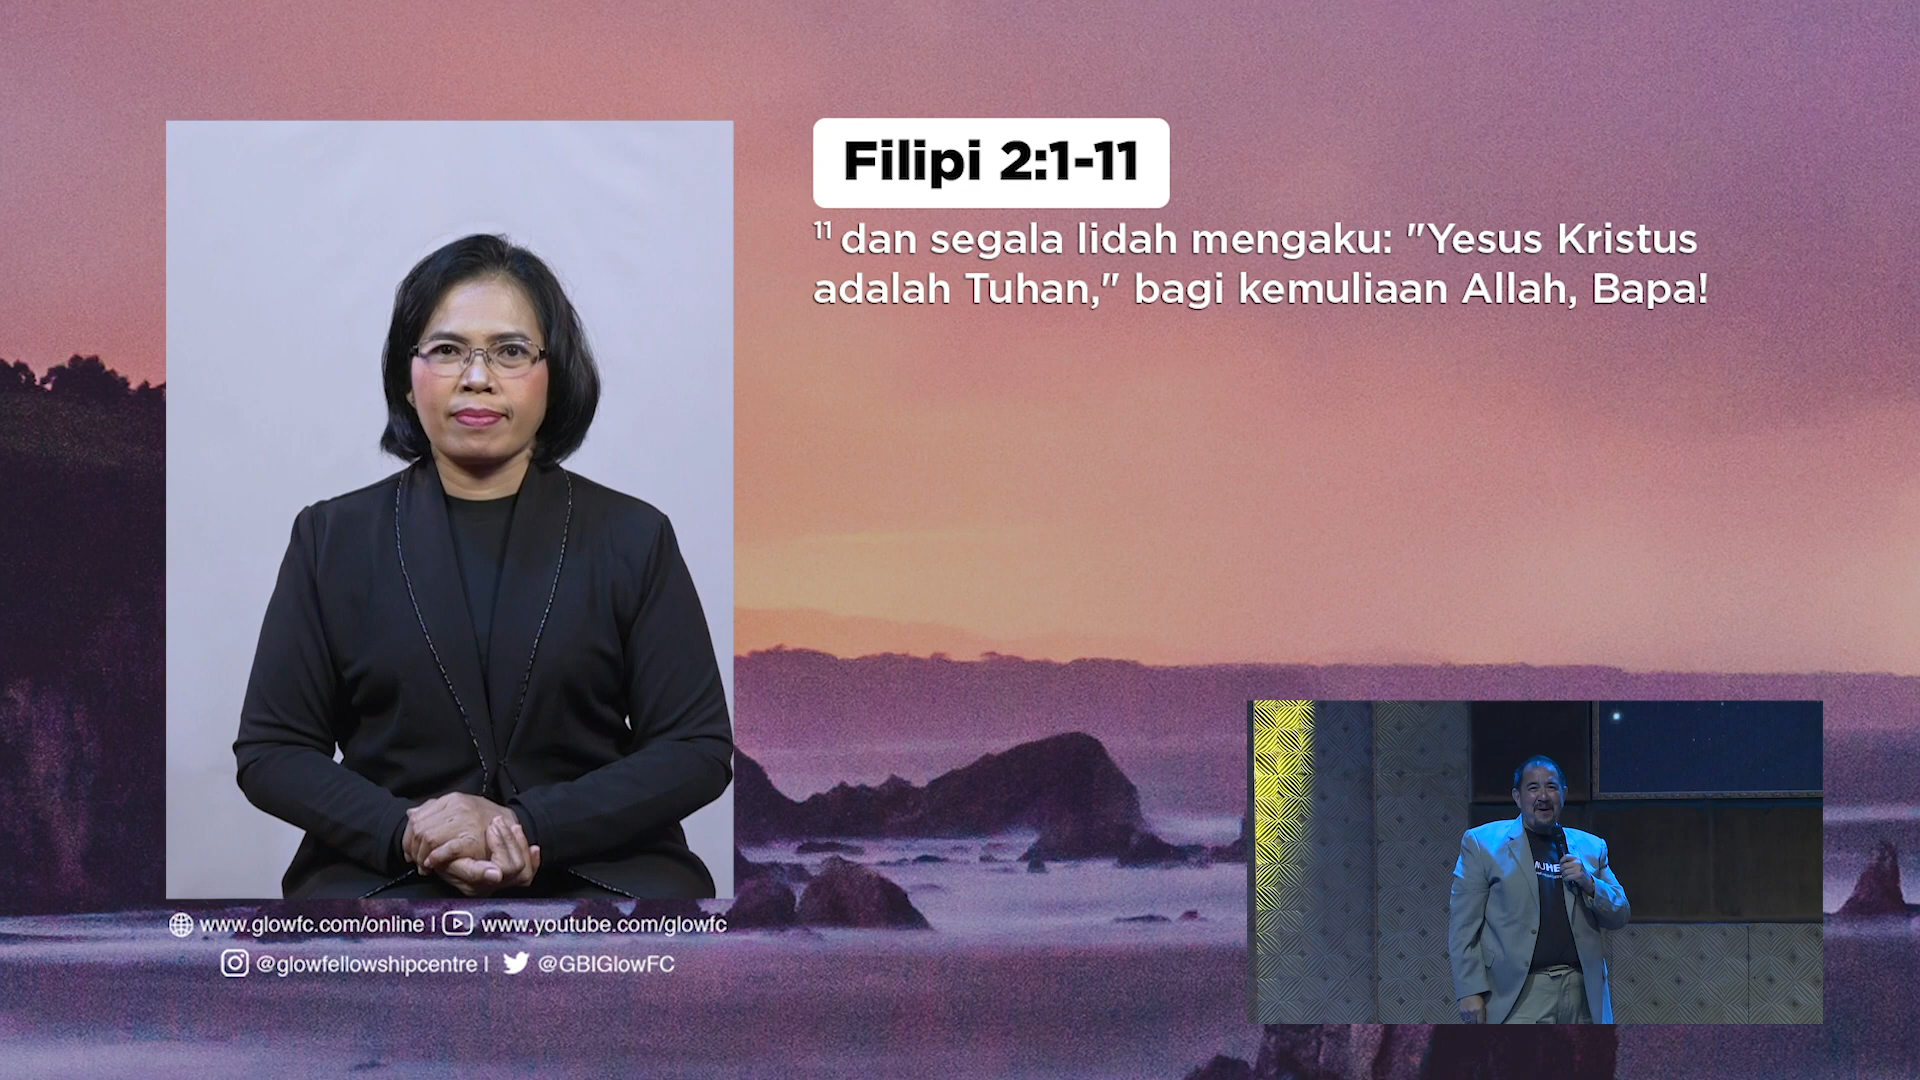 Filipi 2:1-11
11 dan segala lidah mengaku: "Yesus Kristus
adalah Tuhan," bagi kemuliaan Allah, Bapa!
www.glowfc.com/online | www.youtube.com/glowfc
@glowfellowshipcentre | @GBIGlowFC